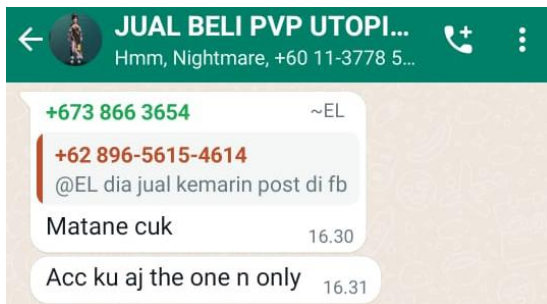 JUAL BELI PVP UTOPI...
Hmm, Nightmare, +60 11-3778 5...
+673 866 3654 ~EL
+62 896-5615-4614
@EL dia jual kemarin post di fb
Matane cuk 16.30
Acc ku aj the one n only 16.31